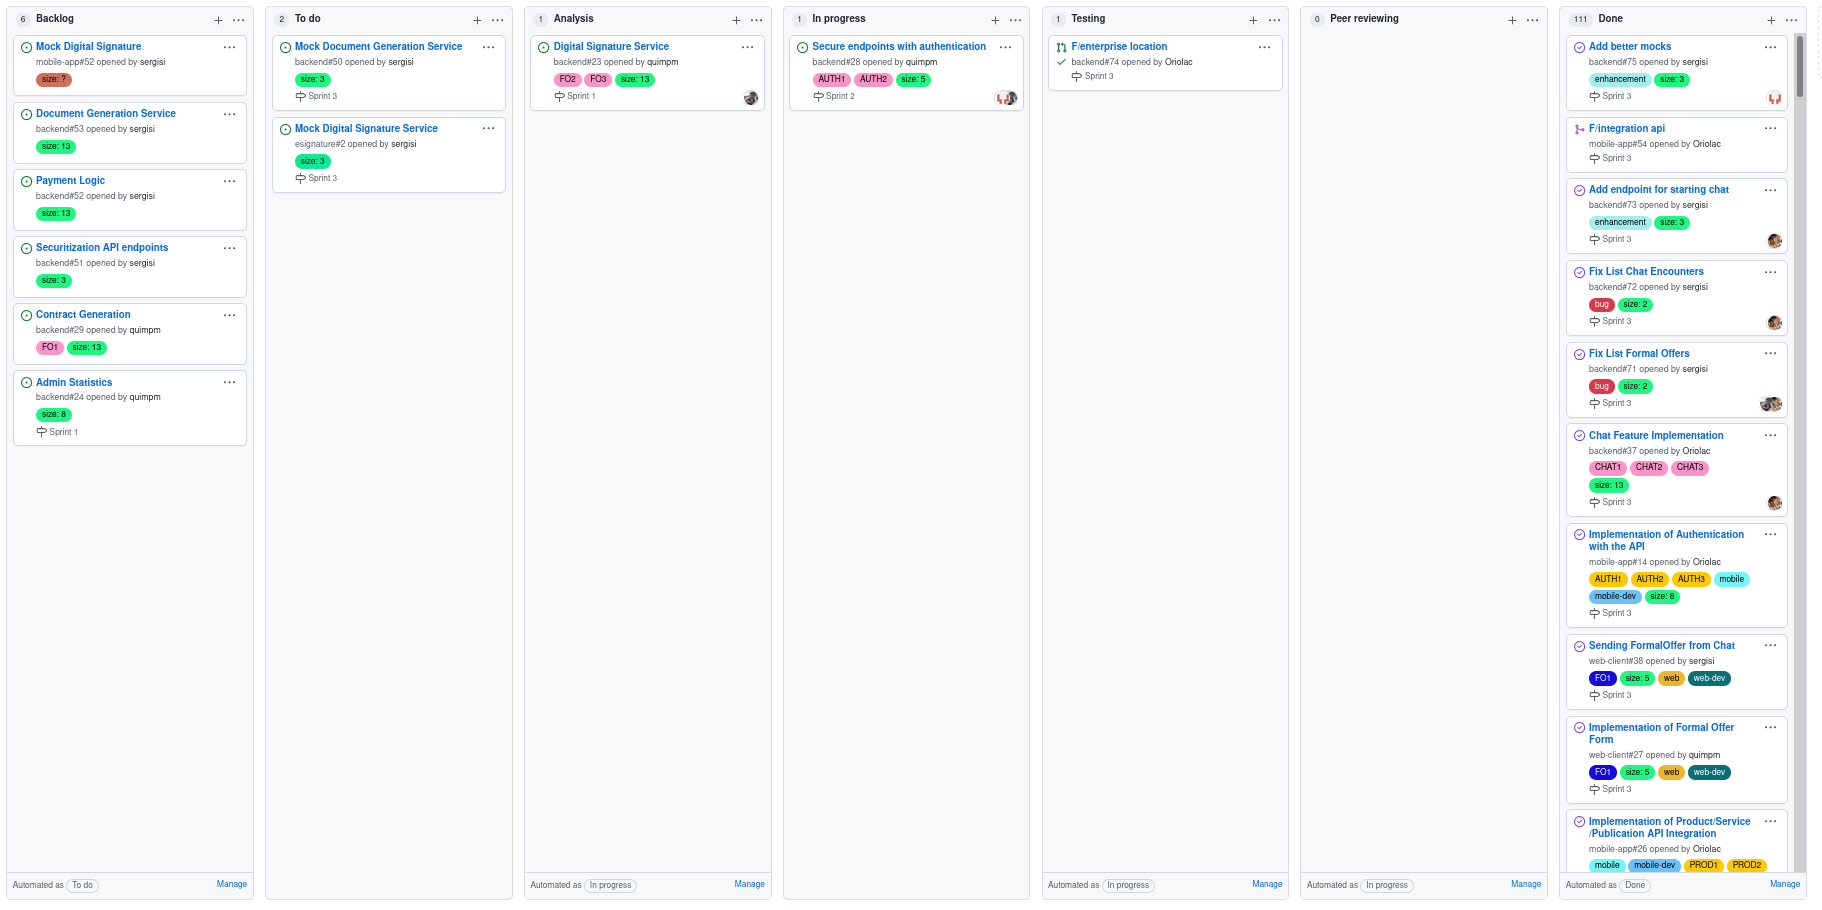 6 Backlog
Mock Digital Signature
mobile-app#52 opened by sergisi
size: ?
Document Generation Service
backend#53 opened by sergisi
size: 13
Payment Logic
backend#52 opened by sergisi
size: 13
Securitization API endpoints
backend#51 opened by sergisi
size: 3
Contract Generation
backend#29 opened by quimpm
FO1 size: 13
Admin Statistics
backend#24 opened by quimpm
size: 8
Sprint 1
Automated as To do Manage
2 To do
Mock Document Generation Service
backend#50 opened by sergisi
size: 3
Sprint 3
Mock Digital Signature Service
esignature#2 opened by sergisi
size: 3
Sprint 3
1 Analysis
Digital Signature Service
backend#23 opened by quimpm
FO2 FO3 size: 13
Sprint 1
Automated as In progress Manage
1 In progress
Secure endpoints with authentication
backend#28 opened by quimpm
AUTH1 AUTH2 size: 5
Sprint 2
1 Testing
F/enterprise location
backend#74 opened by Oriolac
Sprint 3
Automated as In progress Manage
0 Peer reviewing
Automated as In progress Manage
111 Done
Add better mocks
backend#75 opened by sergisi
enhancement size: 3
Sprint 3
F/integration api
mobile-app#54 opened by Oriolac
Sprint 3
Add endpoint for starting chat
backend#73 opened by sergisi
enhancement size: 3
Sprint 3
Fix List Chat Encounters
backend#72 opened by sergisi
bug size: 2
Sprint 3
Fix List Formal Offers
backend#71 opened by sergisi
bug size: 2
Sprint 3
Chat Feature Implementation
backend#37 opened by Oriolac
CHAT1 CHAT2 CHAT3
size: 13
Sprint 3
Implementation of Authentication
with the API
mobile-app#14 opened by Oriolac
AUTH1 AUTH2 AUTH3 mobile
mobile-dev size: 8
Sprint 3
Sending FormalOffer from Chat
web-client#38 opened by sergisi
FO1 size: 5 web web-dev
Sprint 3
Implementation of Formal Offer
Form
web-client#27 opened by quimpm
FO1 size: 5 web web-dev
Sprint 3
Implementation of Product/Service
/Publication API Integration
mobile-app#26 opened by Oriolac
mobile mobile-dev PROD1 PROD2
Automated as Done Manage